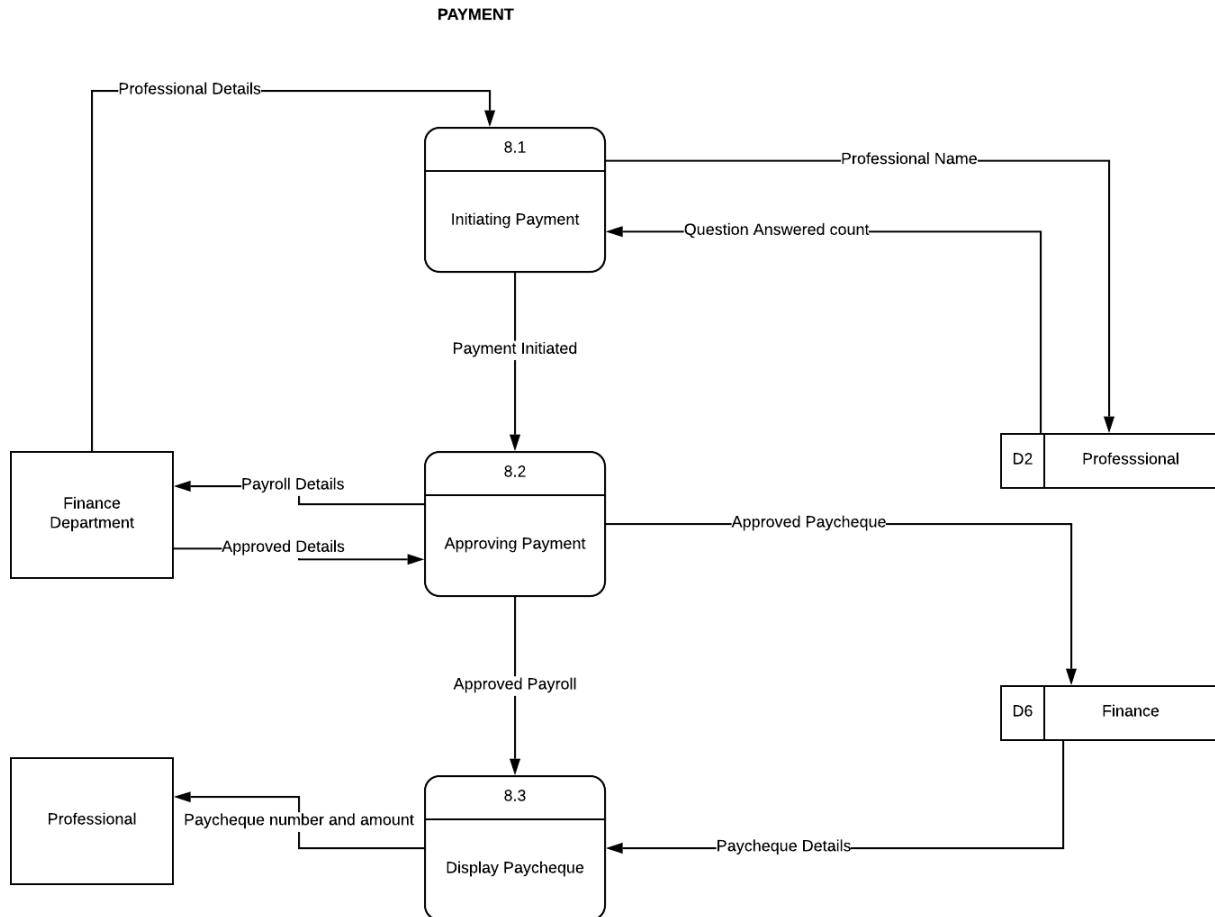 PAYMENT
Professional Details
8.1
Professional Name
Initiating Payment
Question Answered count
Payment Initiated
D2
Professsional
8.2
Payroll Details
Finance
Department
Approved Paycheque
Approved Details
Approving Payment
Approved Payroll
D6
Finance
8.3
Professional
Paycheque number and amount
Paycheque Details
Display Paycheque